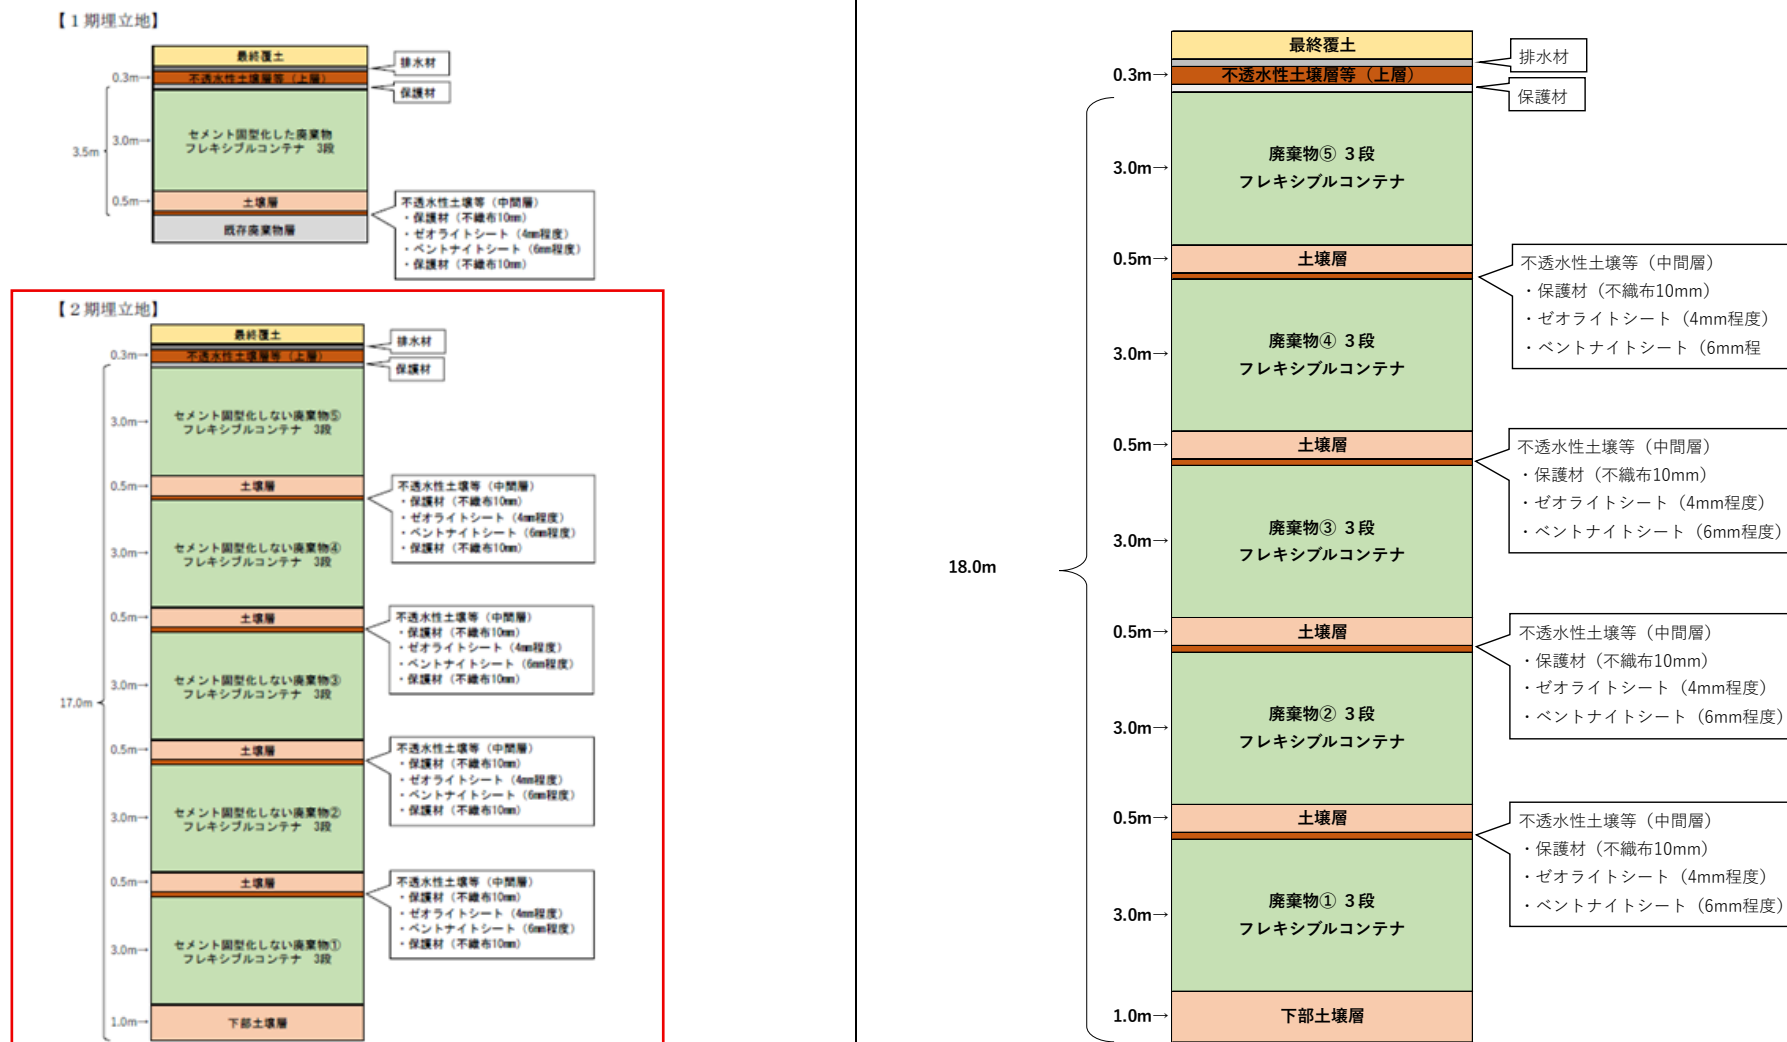 【1期埋立地】
最終覆土
排水材
0.3m→
不透水性土壌層等（上層）
保護材
セメント固型化した廃棄物
フレキシブルコンテナ　3段
3.0m→
3.5m
0.5m→
土壌層
既存廃棄物層
不透水性土壌等（中間層）
・保護材（不織布10mm）
・ゼオライトシート（4mm程度）
・ベントナイトシート（6mm程度）
・保護材（不織布10mm）
【2期埋立地】
最終覆土
排水材
0.3m→
不透水性土壌層等（上層）
保護材
セメント固型化しない廃棄物⑤
フレキシブルコンテナ　3段
3.0m→
0.5m→
土壌層
不透水性土壌等（中間層）
・保護材（不織布10mm）
・ゼオライトシート（4mm程度）
・ベントナイトシート（6mm程度）
・保護材（不織布10mm）
セメント固型化しない廃棄物④
フレキシブルコンテナ　3段
3.0m→
0.5m→
土壌層
不透水性土壌等（中間層）
・保護材（不織布10mm）
・ゼオライトシート（4mm程度）
・ベントナイトシート（6mm程度）
・保護材（不織布10mm）
セメント固型化しない廃棄物③
フレキシブルコンテナ　3段
3.0m→
17.0m
0.5m→
土壌層
不透水性土壌等（中間層）
・保護材（不織布10mm）
・ゼオライトシート（4mm程度）
・ベントナイトシート（6mm程度）
・保護材（不織布10mm）
セメント固型化しない廃棄物②
フレキシブルコンテナ　3段
3.0m→
0.5m→
土壌層
不透水性土壌等（中間層）
・保護材（不織布10mm）
・ゼオライトシート（4mm程度）
・ベントナイトシート（6mm程度）
・保護材（不織布10mm）
セメント固型化しない廃棄物①
フレキシブルコンテナ　3段
3.0m→
1.0m→
下部土壌層
最終覆土
排水材
0.3m→
不透水性土壌層等（上層）
保護材
廃棄物⑤ 3段
フレキシブルコンテナ
3.0m→
0.5m→
土壌層
不透水性土壌等（中間層）
・保護材（不織布10mm）
・ゼオライトシート（4mm程度）
・ベントナイトシート（6mm程
廃棄物④ 3段
フレキシブルコンテナ
3.0m→
0.5m→
土壌層
不透水性土壌等（中間層）
・保護材（不織布10mm）
・ゼオライトシート（4mm程度）
・ベントナイトシート（6mm程度）
廃棄物③ 3段
フレキシブルコンテナ
3.0m→
18.0m
0.5m→
土壌層
不透水性土壌等（中間層）
・保護材（不織布10mm）
・ゼオライトシート（4mm程度）
・ベントナイトシート（6mm程度）
廃棄物② 3段
フレキシブルコンテナ
3.0m→
0.5m→
土壌層
不透水性土壌等（中間層）
・保護材（不織布10mm）
・ゼオライトシート（4mm程度）
・ベントナイトシート（6mm程度）
廃棄物① 3段
フレキシブルコンテナ
3.0m→
1.0m→
下部土壌層